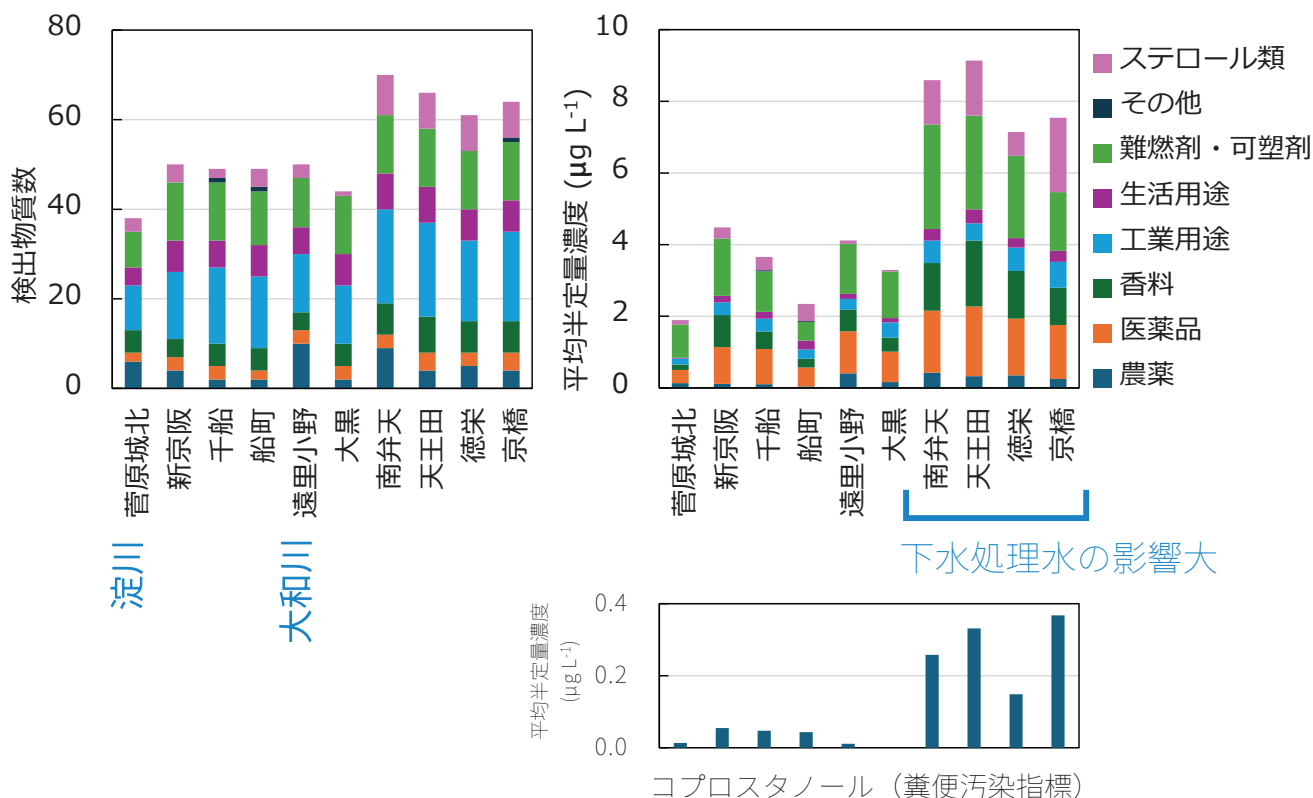 80
60
40
20
0
検出物質数
菅原城北
新京阪
千船
船町
遠里小野
大黒
南弁天
天王田
徳栄
京橋
淀川
大和川
10
8
6
4
2
0
平均半定量濃度 (µg L-1)
菅原城北
新京阪
千船
船町
遠里小野
大黒
南弁天
天王田
徳栄
京橋
ステロール類
その他
難燃剤・可塑剤
生活用途
工業用途
香料
医薬品
農薬
下水処理水の影響大
0.4
0.2
0.0
平均半定量濃度
(µg L-1)
コプロスタノール（糞便汚染指標）